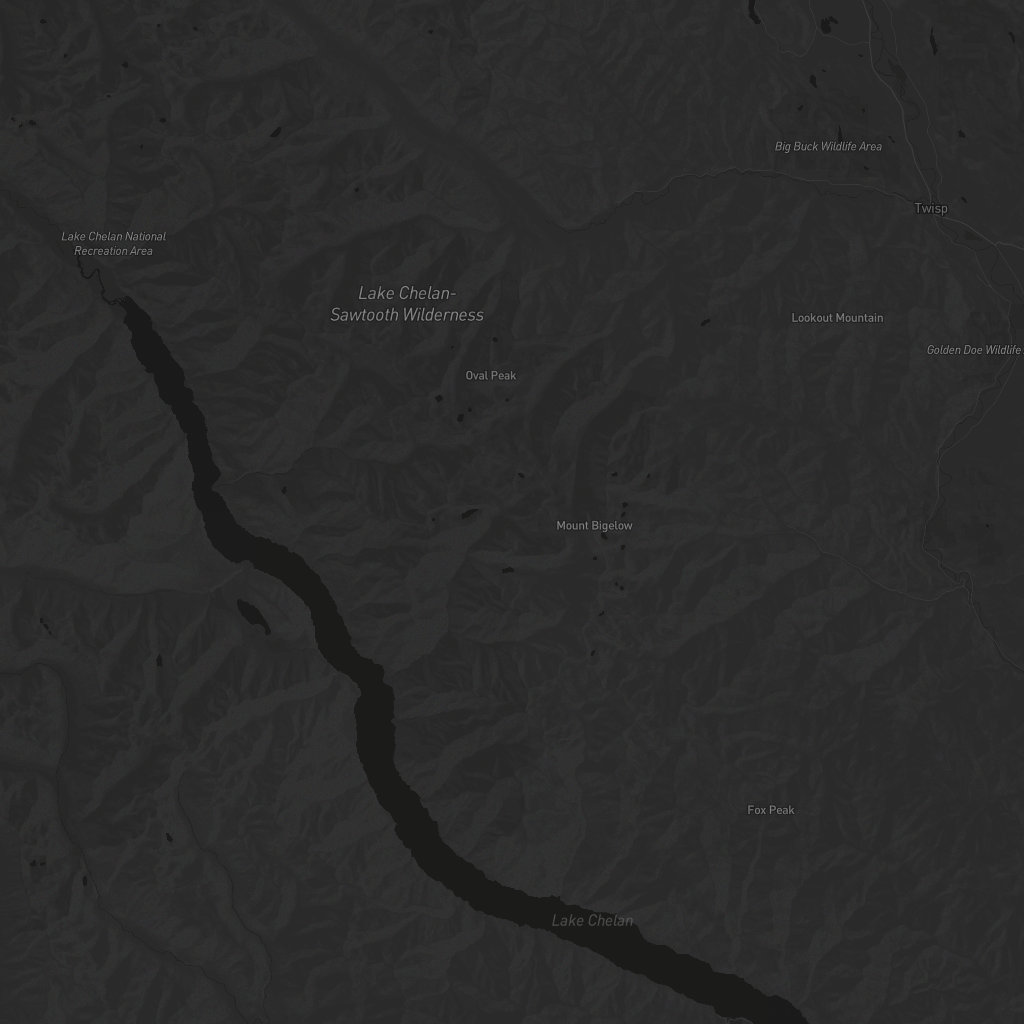 Big Buck Wildlife Area
Twisp
Lake Chelan National
Recreation Area
Lake Chelan-
Sawtooth Wilderness
Lookout Mountain
Golden Doe Wildlife
Oval Peak
Mount Bigelow
Fox Peak
Lake Chelan